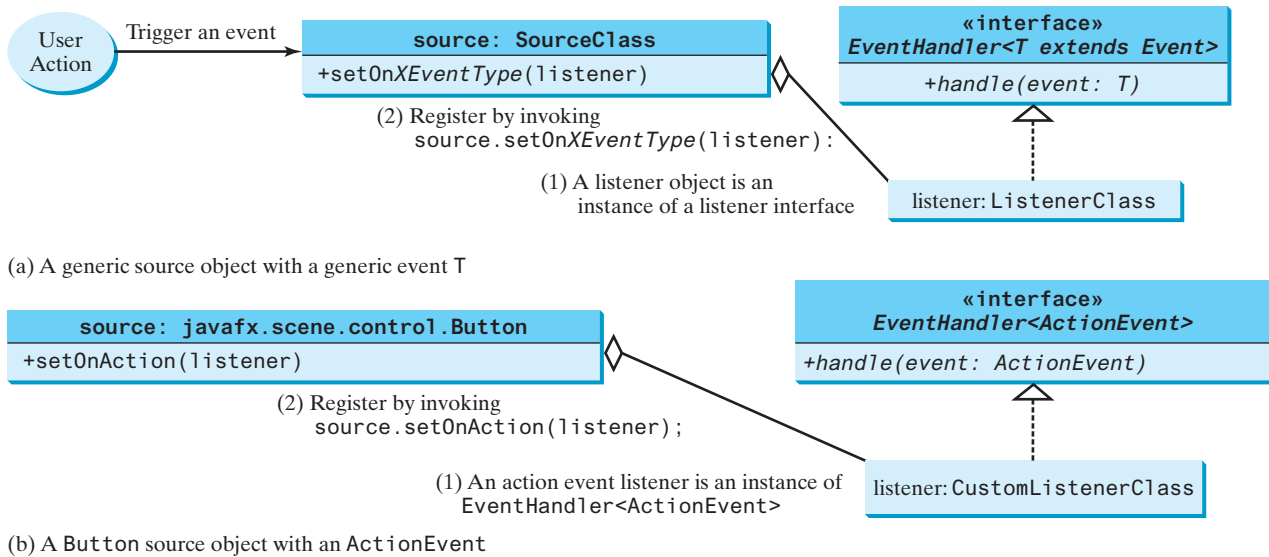 User
Action
Trigger an event
source: SourceClass
+setOnXEventType(listener)
«interface»
EventHandler<T extends Event>
+handle(event: T)
(2) Register by invoking
source.setOnXEventType(listener):
(1) A listener object is an
instance of a listener interface
listener: ListenerClass
(a) A generic source object with a generic event T
source: javafx.scene.control.Button
+setOnAction(listener)
«interface»
EventHandler<ActionEvent>
+handle(event: ActionEvent)
(2) Register by invoking
source.setOnAction(listener);
(1) An action event listener is an instance of
EventHandler<ActionEvent>
listener: CustomListenerClass
(b) A Button source object with an ActionEvent